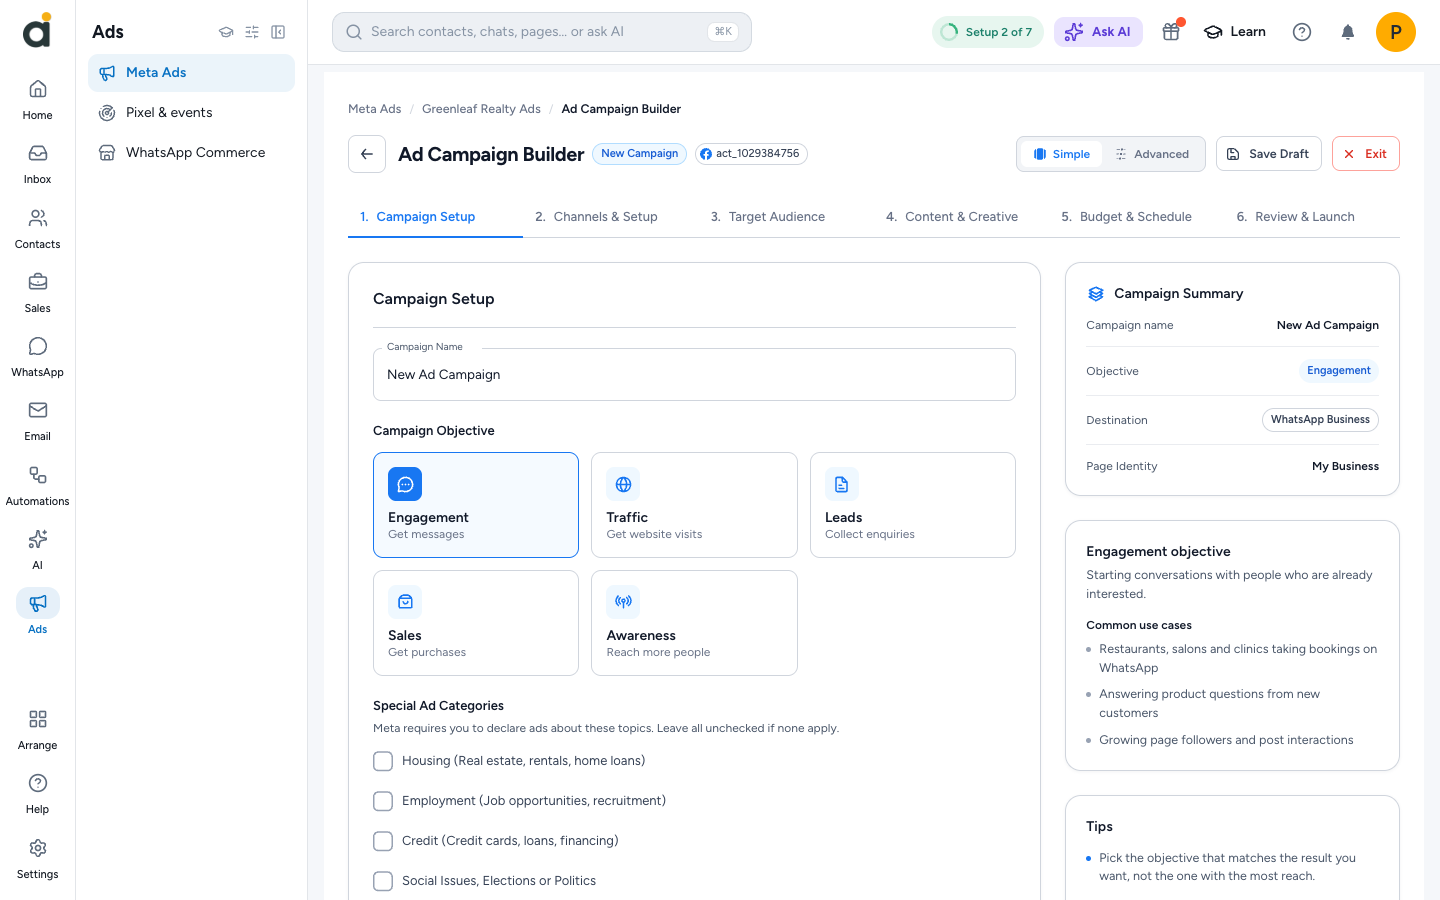 Ads
Search contacts, chats, pages... or ask AI
⌘K
Setup 2 of 7
Ask AI
Learn
P
Home
Inbox
Contacts
Sales
WhatsApp
Email
Automations
AI
Ads
Arrange
Help
Settings
Meta Ads
Pixel & events
WhatsApp Commerce
Meta Ads / Greenleaf Realty Ads / Ad Campaign Builder
Ad Campaign Builder
New Campaign
act_1029384756
Simple
Advanced
Save Draft
Exit
1. Campaign Setup
2. Channels & Setup
3. Target Audience
4. Content & Creative
5. Budget & Schedule
6. Review & Launch
Campaign Setup
Campaign Name
New Ad Campaign
Campaign Objective
Engagement
Get messages
Traffic
Get website visits
Leads
Collect enquiries
Sales
Get purchases
Awareness
Reach more people
Special Ad Categories
Meta requires you to declare ads about these topics. Leave all unchecked if none apply.
Housing (Real estate, rentals, home loans)
Employment (Job opportunities, recruitment)
Credit (Credit cards, loans, financing)
Social Issues, Elections or Politics
Campaign Summary
Campaign name
New Ad Campaign
Objective
Engagement
Destination
WhatsApp Business
Page Identity
My Business
Engagement objective
Starting conversations with people who are already
interested.
Common use cases
Restaurants, salons and clinics taking bookings on
WhatsApp
Answering product questions from new
customers
Growing page followers and post interactions
Tips
Pick the objective that matches the result you
want, not the one with the most reach.